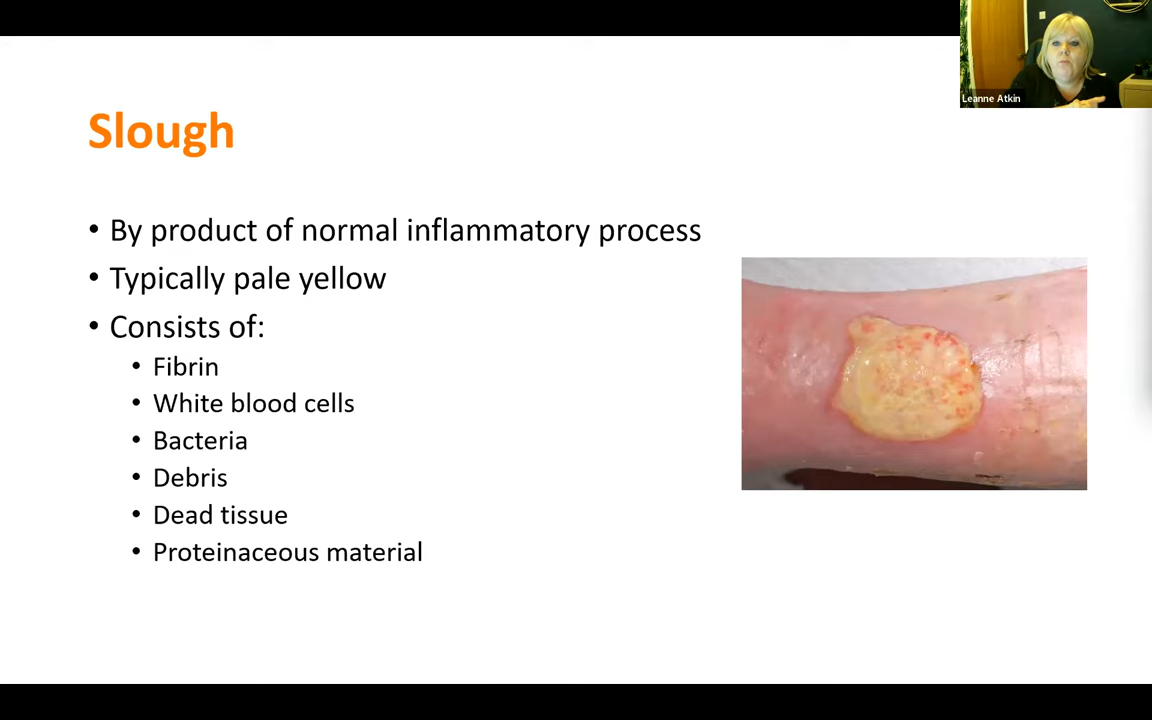 Leanne Atkin
Slough
• By product of normal inflammatory process
• Typically pale yellow
• Consists of:
• Fibrin
• White blood cells
• Bacteria
• Debris
• Dead tissue
• Proteinaceous material